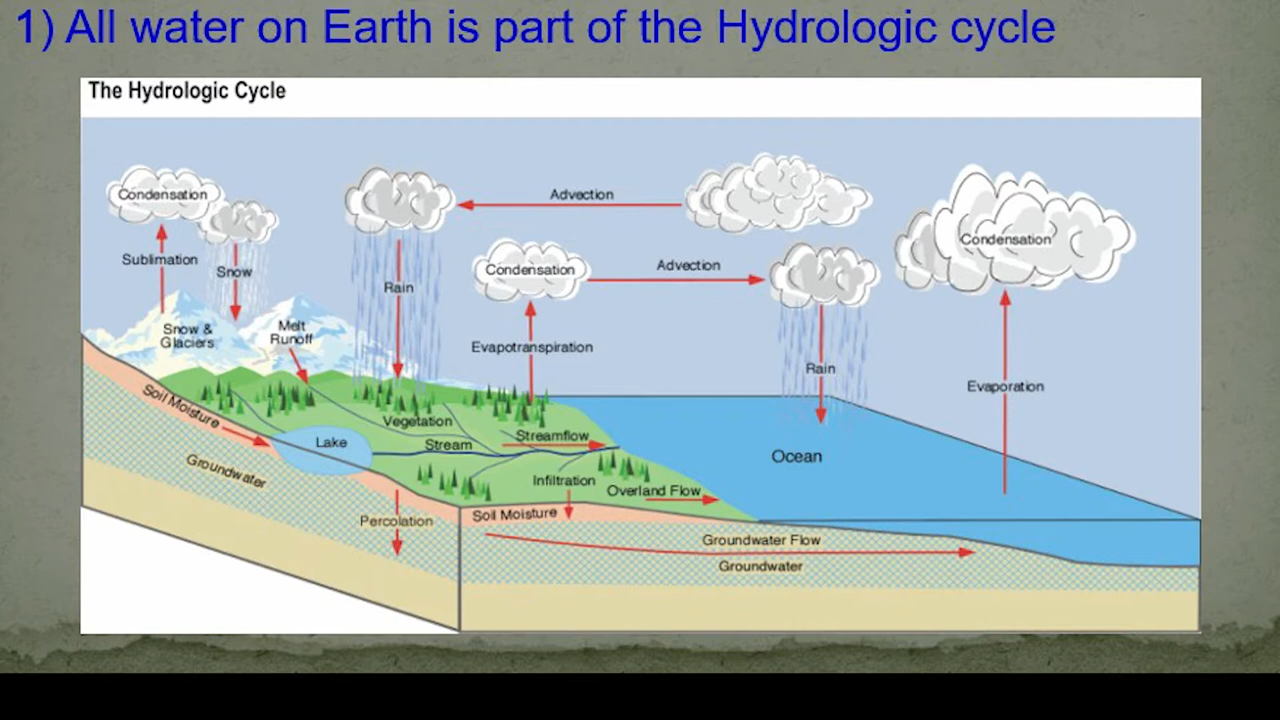 1) All water on Earth is part of the Hydrologic cycle
The Hydrologic Cycle
Condensation
Advection
Condensation
Sublimation
Snow
Condensation
Advection
Rain
Snow &
Glaciers
Melt
Runoff
Evapotranspiration
Rain
Evaporation
Soil Moisture
Vegetation
Lake
Stream
Streamflow
Ocean
Groundwater
Infiltration
Overland Flow
Percolation
Soil Moisture
Groundwater Flow
Groundwater